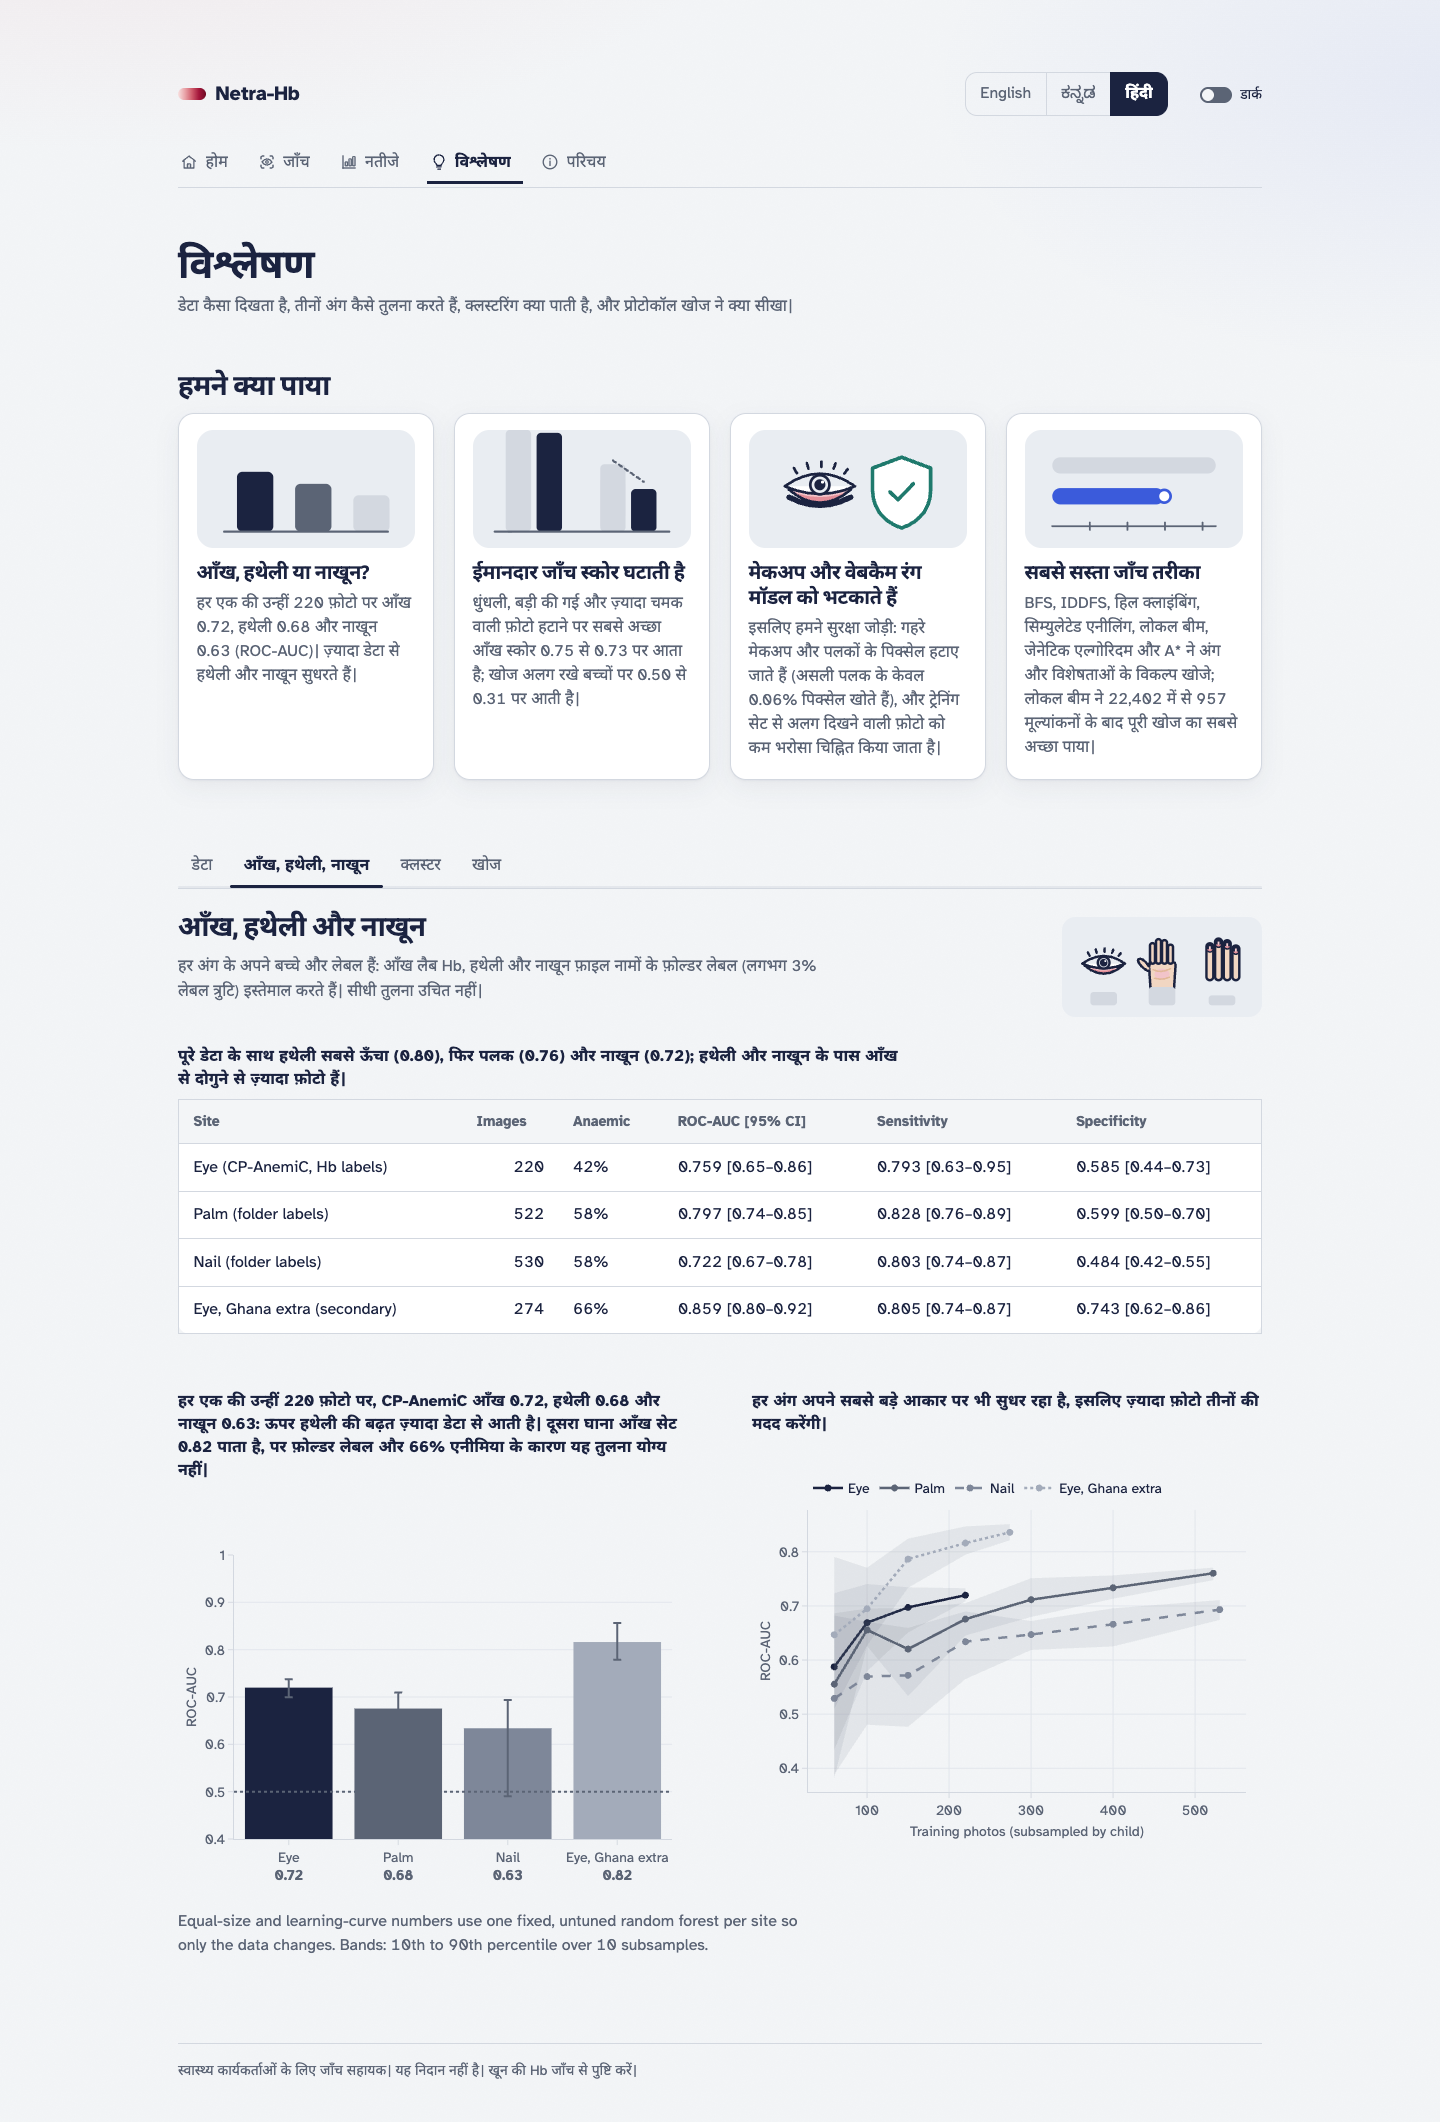 Netra-Hb
English
ಕನ್ನಡ
हिंदी
डार्क
होम
जाँच
नतीजे
विश्लेषण
परिचय
विश्लेषण
डेटा कैसा दिखता है, तीनों अंग कैसे तुलना करते हैं, क्लस्टरिंग क्या पाती है, और प्रोटोकॉल खोज ने क्या सीखा|
हमने क्या पाया
आँख, हथेली या नाखून?
हर एक की उन्हीं 220 फ़ोटो पर आँख
0.72, हथेली 0.68 और नाखून
0.63 (ROC-AUC)| ज़्यादा डेटा से
हथेली और नाखून सुधरते हैं|
ईमानदार जाँच स्कोर घटाती है
धुंधली, बड़ी की गई और ज़्यादा चमक
वाली फ़ोटो हटाने पर सबसे अच्छा
आँख स्कोर 0.75 से 0.73 पर आता
है; खोज अलग रखे बच्चों पर 0.50 से
0.31 पर आती है|
मेकअप और वेबकैम रंग
मॉडल को भटकाते हैं
इसलिए हमने सुरक्षा जोड़ी: गहरे
मेकअप और पलकों के पिक्सेल हटाए
जाते हैं (असली पलक के केवल
0.06% पिक्सेल खोते हैं), और ट्रेनिंग
सेट से अलग दिखने वाली फ़ोटो को
कम भरोसा चिह्नित किया जाता है|
सबसे सस्ता जाँच तरीका
BFS, IDDFS, हिल क्लाइंबिंग,
सिम्युलेटेड एनीलिंग, लोकल बीम,
जेनेटिक एल्गोरिदम और A* ने अंग
और विशेषताओं के विकल्प खोजे;
लोकल बीम ने 22,402 में से 957
मूल्यांकनों के बाद पूरी खोज का सबसे
अच्छा पाया|
डेटा
आँख, हथेली, नाखून
क्लस्टर
खोज
आँख, हथेली और नाखून
हर अंग के अपने बच्चे और लेबल हैं: आँख लैब Hb, हथेली और नाखून फ़ाइल नामों के फ़ोल्डर लेबल (लगभग 3%
लेबल त्रुटि) इस्तेमाल करते हैं| सीधी तुलना उचित नहीं|
पूरे डेटा के साथ हथेली सबसे ऊँचा (0.80), फिर पलक (0.76) और नाखून (0.72); हथेली और नाखून के पास आँख
से दोगुने से ज़्यादा फ़ोटो हैं|
Site Images Anaemic ROC-AUC [95% CI] Sensitivity Specificity
Eye (CP-AnemiC, Hb labels) 220 42% 0.759 [0.65–0.86] 0.793 [0.63–0.95] 0.585 [0.44–0.73]
Palm (folder labels) 522 58% 0.797 [0.74–0.85] 0.828 [0.76–0.89] 0.599 [0.50–0.70]
Nail (folder labels) 530 58% 0.722 [0.67–0.78] 0.803 [0.74–0.87] 0.484 [0.42–0.55]
Eye, Ghana extra (secondary) 274 66% 0.859 [0.80–0.92] 0.805 [0.74–0.87] 0.743 [0.62–0.86]
हर एक की उन्हीं 220 फ़ोटो पर, CP-AnemiC आँख 0.72, हथेली 0.68 और
नाखून 0.63: ऊपर हथेली की बढ़त ज़्यादा डेटा से आती है| दूसरा घाना आँख सेट
0.82 पाता है, पर फ़ोल्डर लेबल और 66% एनीमिया के कारण यह तुलना योग्य
नहीं|
1
0.9
0.8
0.7
0.6
0.5
0.4
ROC-AUC
Eye Palm Nail Eye, Ghana extra
0.72 0.68 0.63 0.82
हर अंग अपने सबसे बड़े आकार पर भी सुधर रहा है, इसलिए ज़्यादा फ़ोटो तीनों की
मदद करेंगी|
Eye Palm Nail Eye, Ghana extra
0.8
0.7
0.6
0.5
0.4
ROC-AUC
100 200 300 400 500
Training photos (subsampled by child)
Equal-size and learning-curve numbers use one fixed, untuned random forest per site so
only the data changes. Bands: 10th to 90th percentile over 10 subsamples.
स्वास्थ्य कार्यकर्ताओं के लिए जाँच सहायक| यह निदान नहीं है| खून की Hb जाँच से पुष्टि करें|